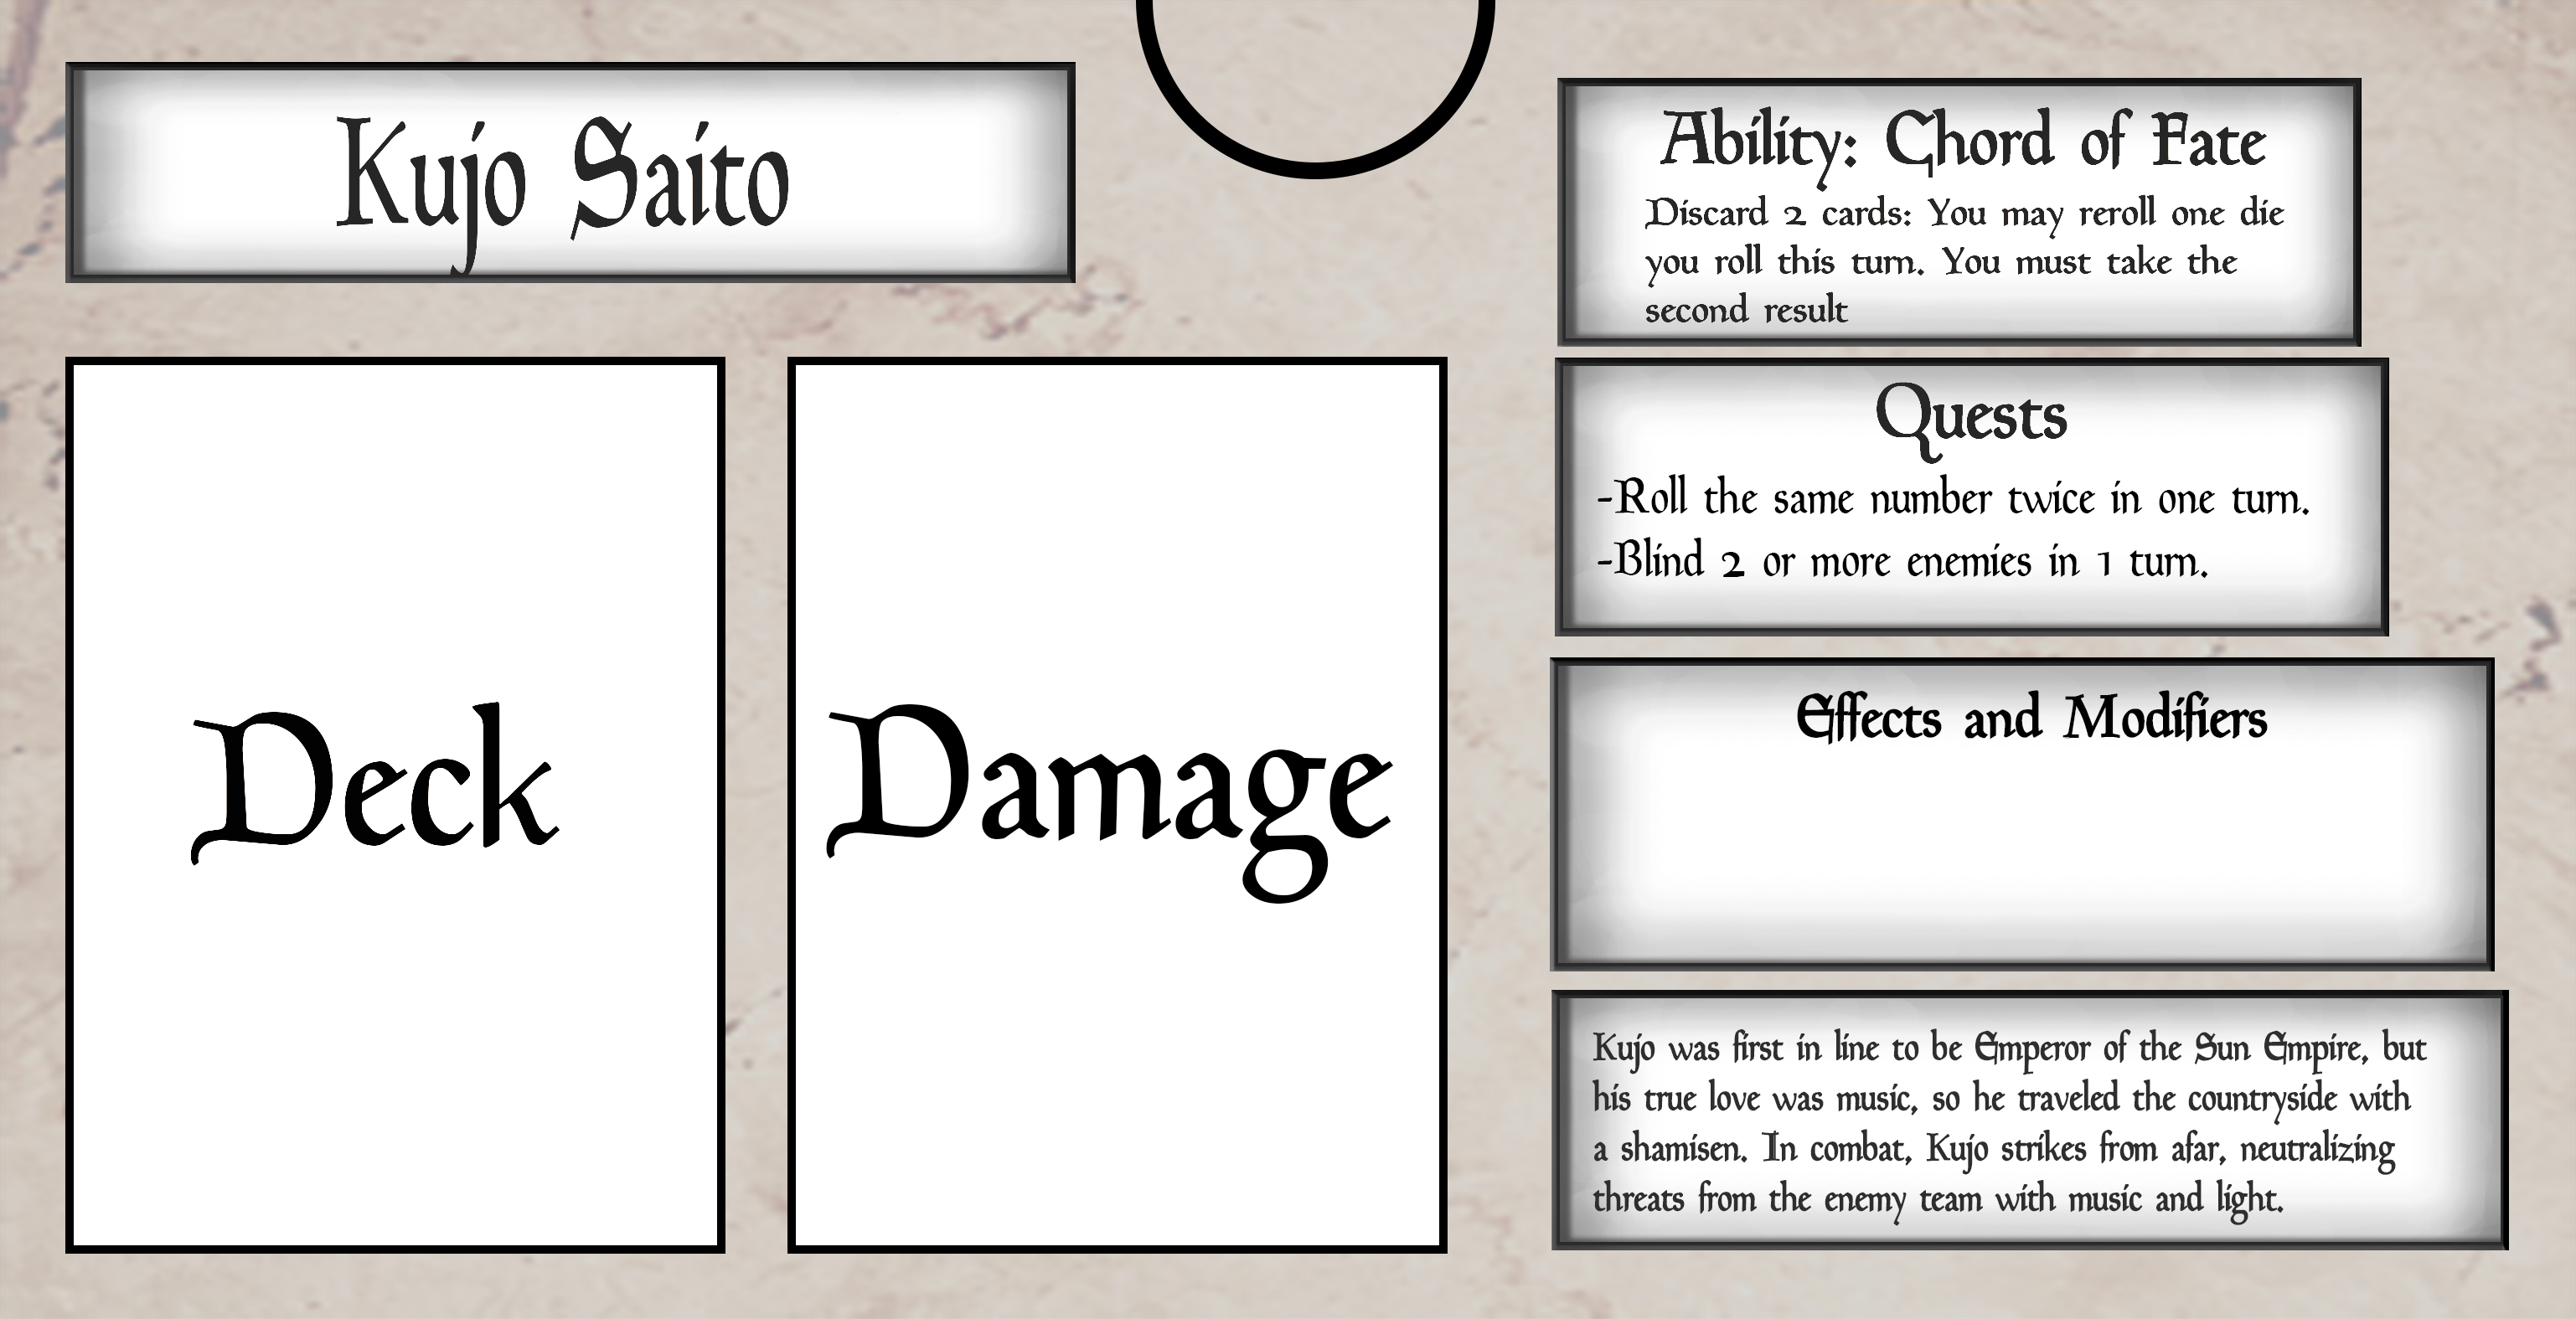 Kujo Saito
Ability: Chord of Fate
Discard 2 cards: You may reroll one die
you roll this turn. You must take the
second result
Quests
-Roll the same number twice in one turn.
-Blind 2 or more enemies in 1 turn.
Deck
Damage
Effects and Modifiers
Kujo was first in line to be Emperor of the Sun Empire, but
his true love was music, so he traveled the countryside with
a shamisen. In combat, Kujo strikes from afar, neutralizing
threats from the enemy team with music and light.